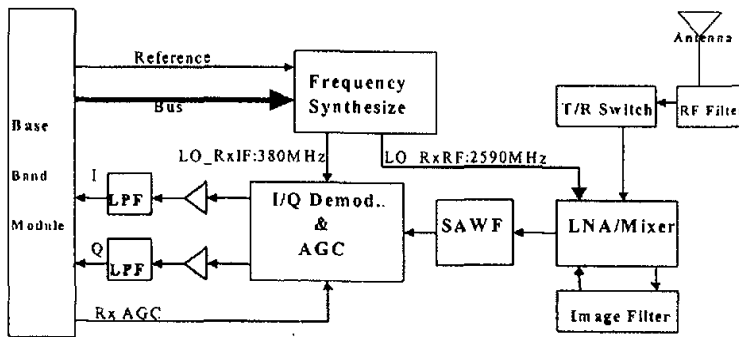 Reference
Bus
Base
Band
Module
Frequency
Synthesize
Antenna
T/R Switch
RF Filter
LO_RxIF:380MHz
LO_RxRF:2590MHz
I
LPF
I/Q Demod..
&
AGC
SAWF
LNA/Mixer
Q
LPF
Rx AGC
Image Filter